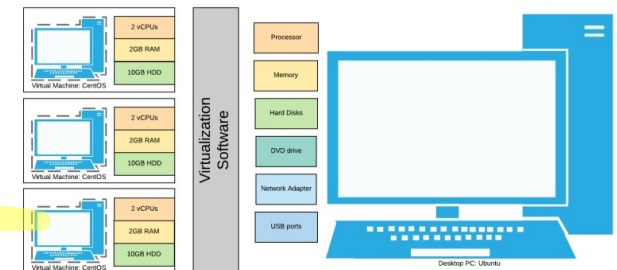 2 vCPUs
2GB RAM
10GB HDD
Virtual Machine: CentOS
2 vCPUs
2GB RAM
10GB HDD
Virtual Machine: CentOS
2 vCPUs
2GB RAM
10GB HDD
Virtual Machine: CentOS
Virtualization
Software
Processor
Memory
Hard Disks
DVD drive
Network Adapter
USB ports
Desktop PC: Ubuntu